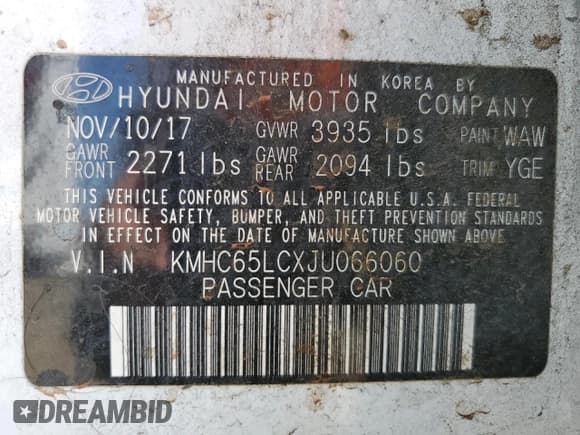 MANUFACTURED IN KOREA BY
HYUNDAI MOTOR COMPANY
NOV/10/17 GVWR 3935 lbs PAINT WAW
GAWR FRONT 2271 lbs GAWR REAR 2094 lbs TRIM YGE
THIS VEHICLE CONFORMS TO ALL APPLICABLE U.S.A. FEDERAL
MOTOR VEHICLE SAFETY, BUMPER, AND THEFT PREVENTION STANDARDS
IN EFFECT ON THE DATE OF MANUFACTURE SHOWN ABOVE
V.I.N KMHC65LCXJU066060
PASSENGER CAR
DREAMBID